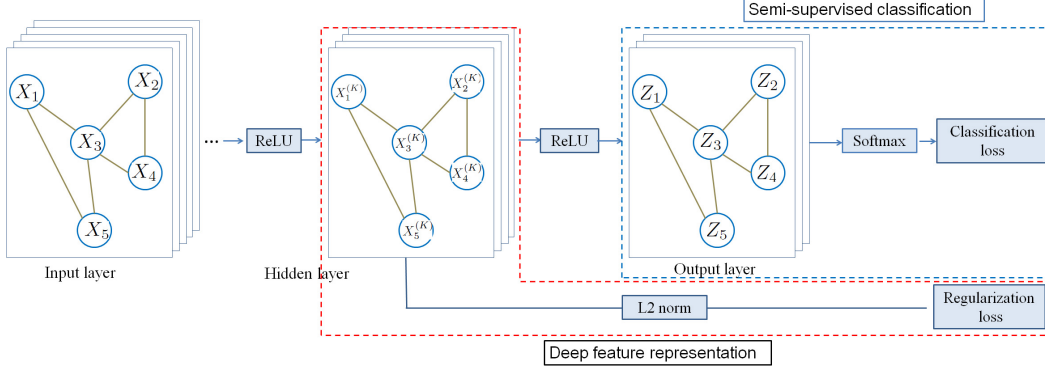 Semi-supervised classification
X₁
X₂
X₃
X₄
X₅
Input layer
...
ReLU
X₁^(K)
X₂^(K)
X₃^(K)
X₄^(K)
X₅^(K)
Hidden layer
ReLU
Z₁
Z₂
Z₃
Z₄
Z₅
Output layer
Softmax
Classification
loss
L2 norm
Regularization
loss
Deep feature representation